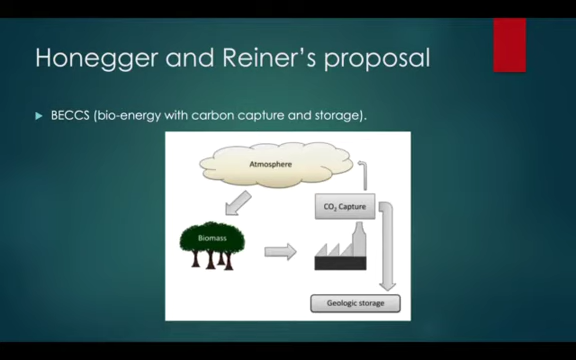 Honegger and Reiner's proposal
BECCS (bio-energy with carbon capture and storage).
Atmosphere
CO₂ Capture
Biomass
Geologic storage